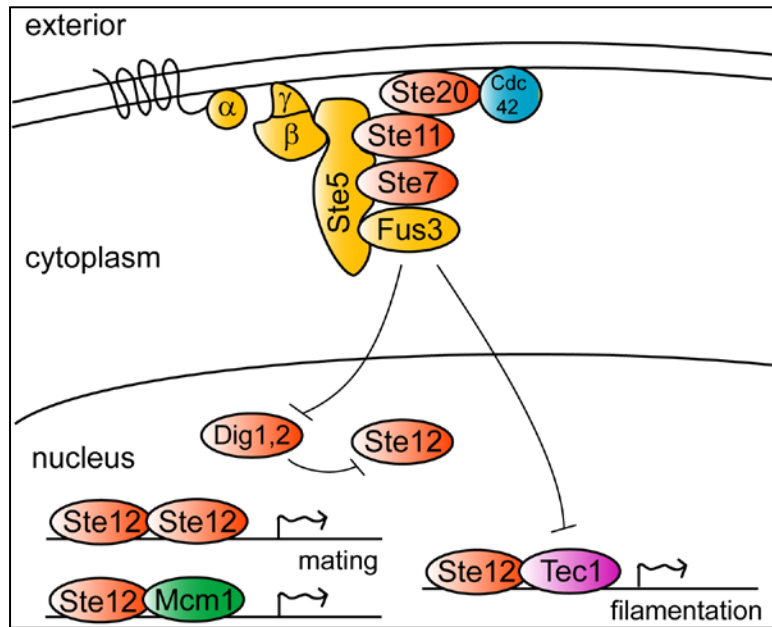 exterior
α
γ
β
Ste5
Ste20
Cdc
42
Ste11
Ste7
Fus3
cytoplasm
nucleus
Dig1,2
Ste12
Ste12 Ste12
mating
Ste12 Mcm1
Ste12 Tec1
filamentation